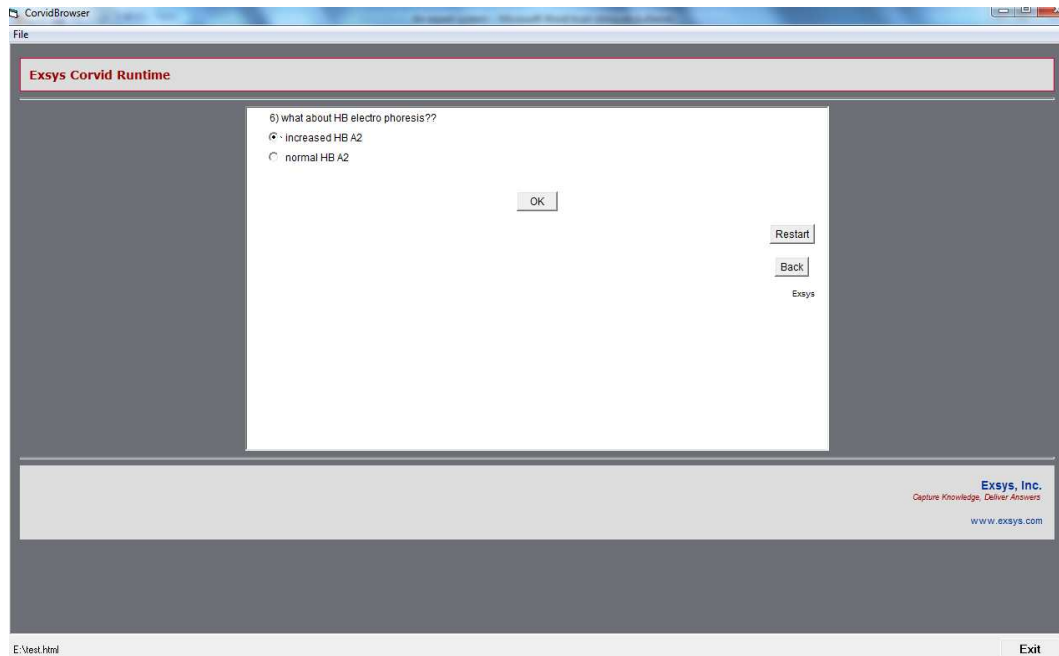 CorvidBrowser
File
Exsys Corvid Runtime
6) what about HB electro phoresis??
increased HB A2
normal HB A2
OK
Restart
Back
Exsys
Exsys, Inc.
Capture Knowledge, Deliver Answers
www.exsys.com
E:\test.html
Exit